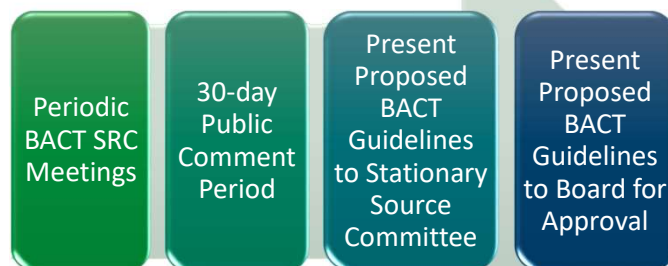 Periodic
BACT SRC
Meetings
30-day
Public
Comment
Period
Present
Proposed
BACT
Guidelines
to Stationary
Source
Committee
Present
Proposed
BACT
Guidelines
to Board for
Approval